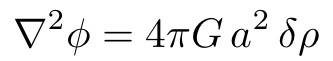 ∇²ϕ = 4πG a² δρ